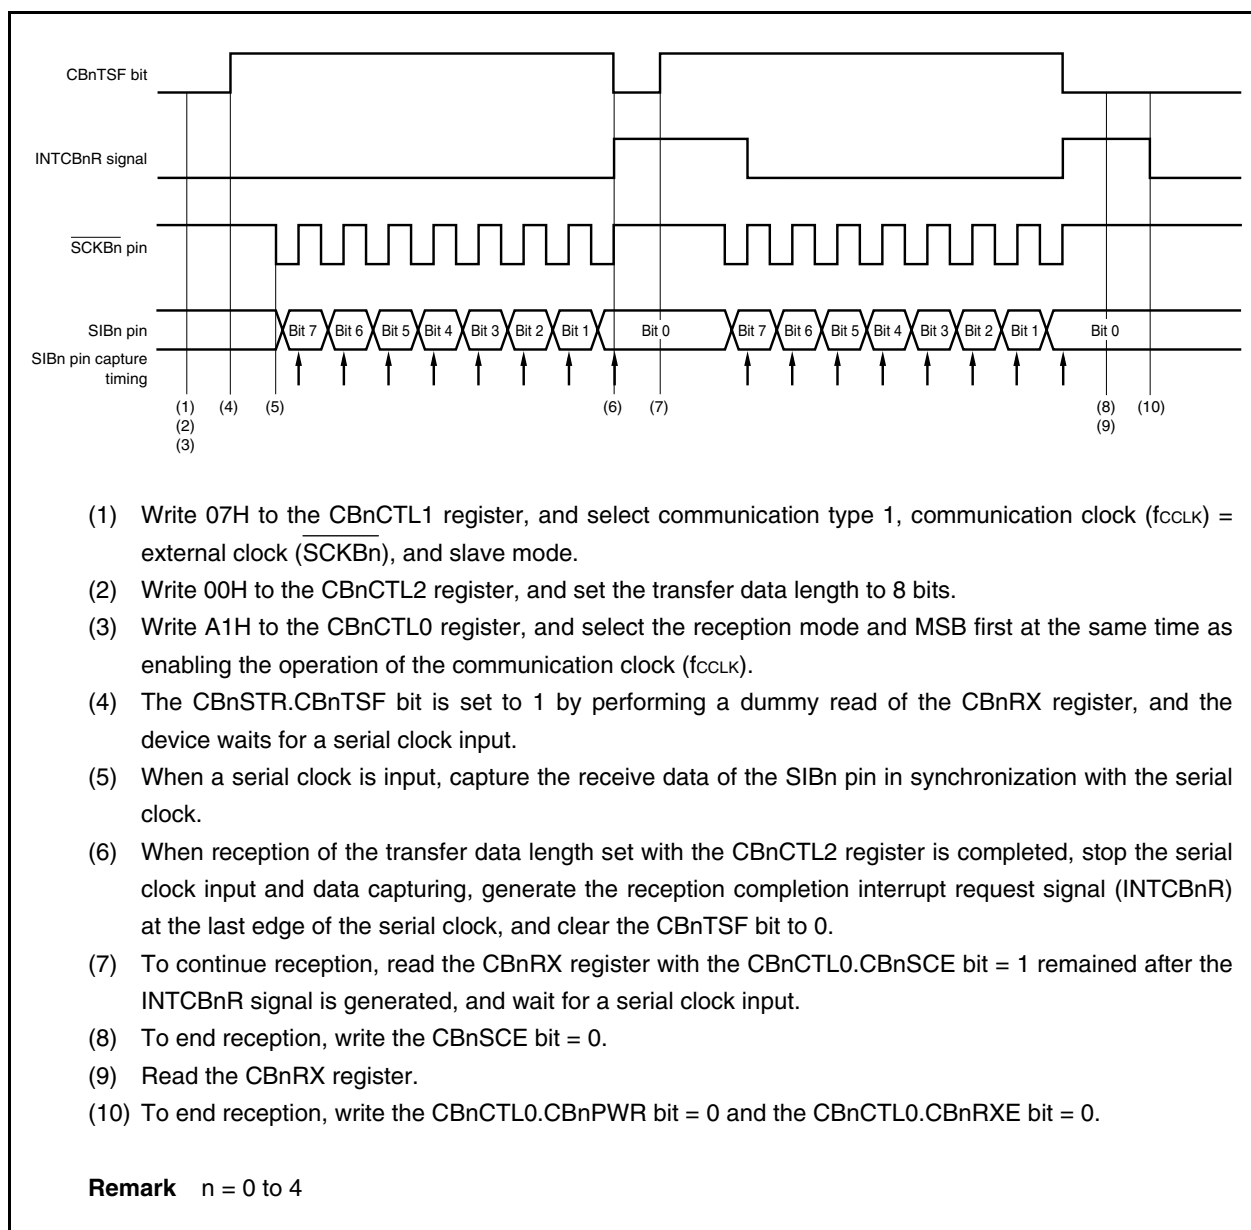 CBnTSF bit
INTCBnR signal
SCKBn pin
SIBn pin
Bit 7 Bit 6 Bit 5 Bit 4 Bit 3 Bit 2 Bit 1 Bit 0 Bit 7 Bit 6 Bit 5 Bit 4 Bit 3 Bit 2 Bit 1 Bit 0
SIBn pin capture
timing
(1) (4) (5) (6) (7) (8) (10)
(2) (9)
(3)
(1) Write 07H to the CBnCTL1 register, and select communication type 1, communication clock (fCCLK) =
external clock (SCKBn), and slave mode.
(2) Write 00H to the CBnCTL2 register, and set the transfer data length to 8 bits.
(3) Write A1H to the CBnCTL0 register, and select the reception mode and MSB first at the same time as
enabling the operation of the communication clock (fCCLK).
(4) The CBnSTR.CBnTSF bit is set to 1 by performing a dummy read of the CBnRX register, and the
device waits for a serial clock input.
(5) When a serial clock is input, capture the receive data of the SIBn pin in synchronization with the serial
clock.
(6) When reception of the transfer data length set with the CBnCTL2 register is completed, stop the serial
clock input and data capturing, generate the reception completion interrupt request signal (INTCBnR)
at the last edge of the serial clock, and clear the CBnTSF bit to 0.
(7) To continue reception, read the CBnRX register with the CBnCTL0.CBnSCE bit = 1 remained after the
INTCBnR signal is generated, and wait for a serial clock input.
(8) To end reception, write the CBnSCE bit = 0.
(9) Read the CBnRX register.
(10) To end reception, write the CBnCTL0.CBnPWR bit = 0 and the CBnCTL0.CBnRXE bit = 0.
Remark n = 0 to 4